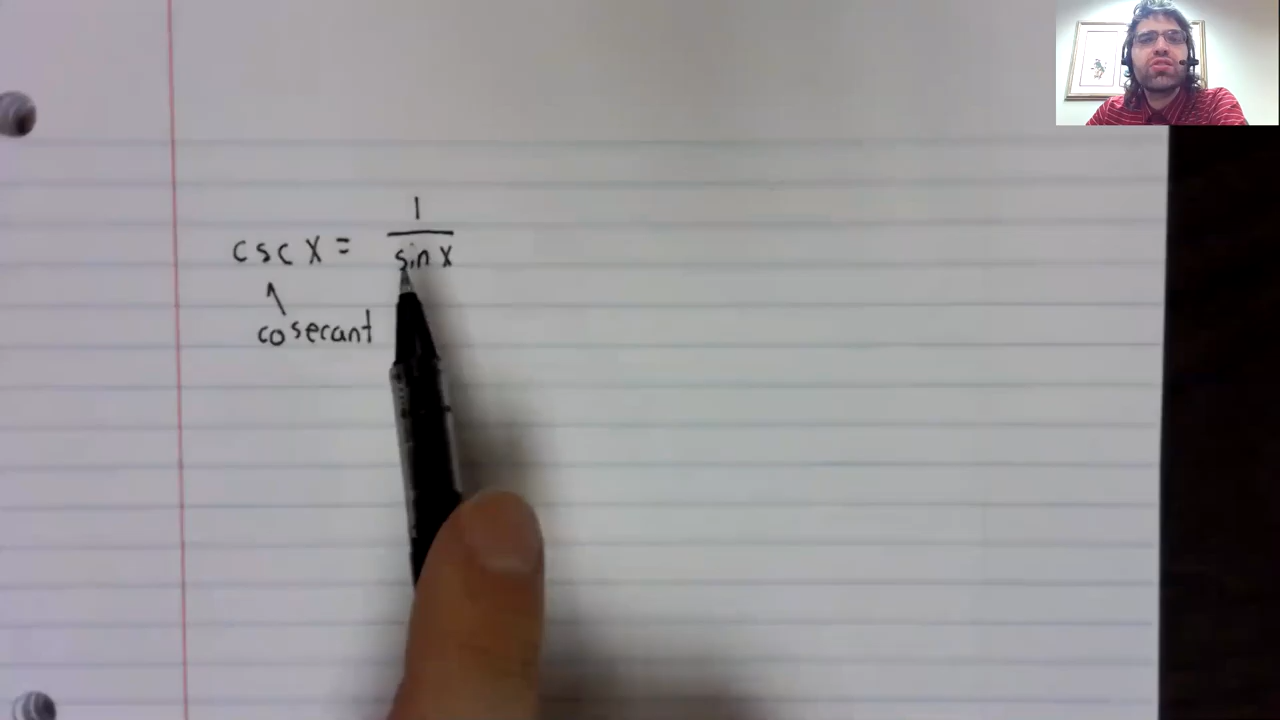 csc x = 1 / sin x
cosecant